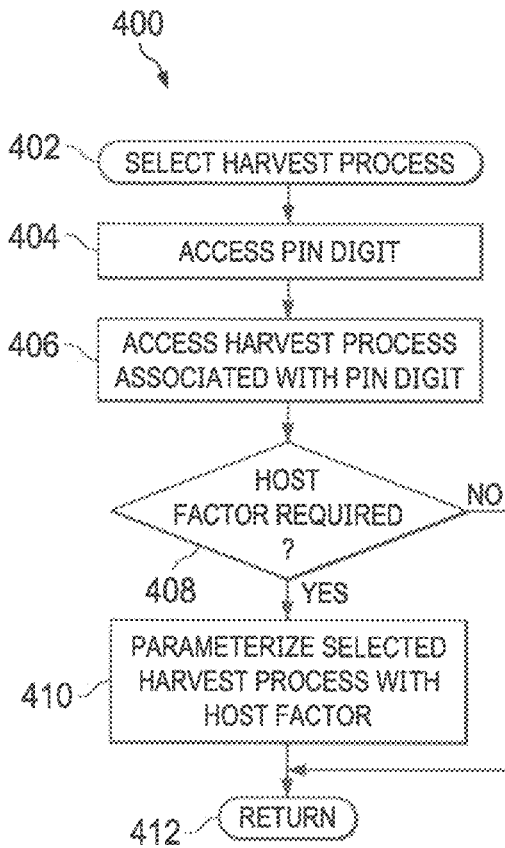 400
402
SELECT HARVEST PROCESS
404
ACCESS PIN DIGIT
406
ACCESS HARVEST PROCESS
ASSOCIATED WITH PIN DIGIT
HOST
FACTOR REQUIRED
?
NO
408
YES
410
PARAMETERIZE SELECTED
HARVEST PROCESS WITH
HOST FACTOR
412
RETURN